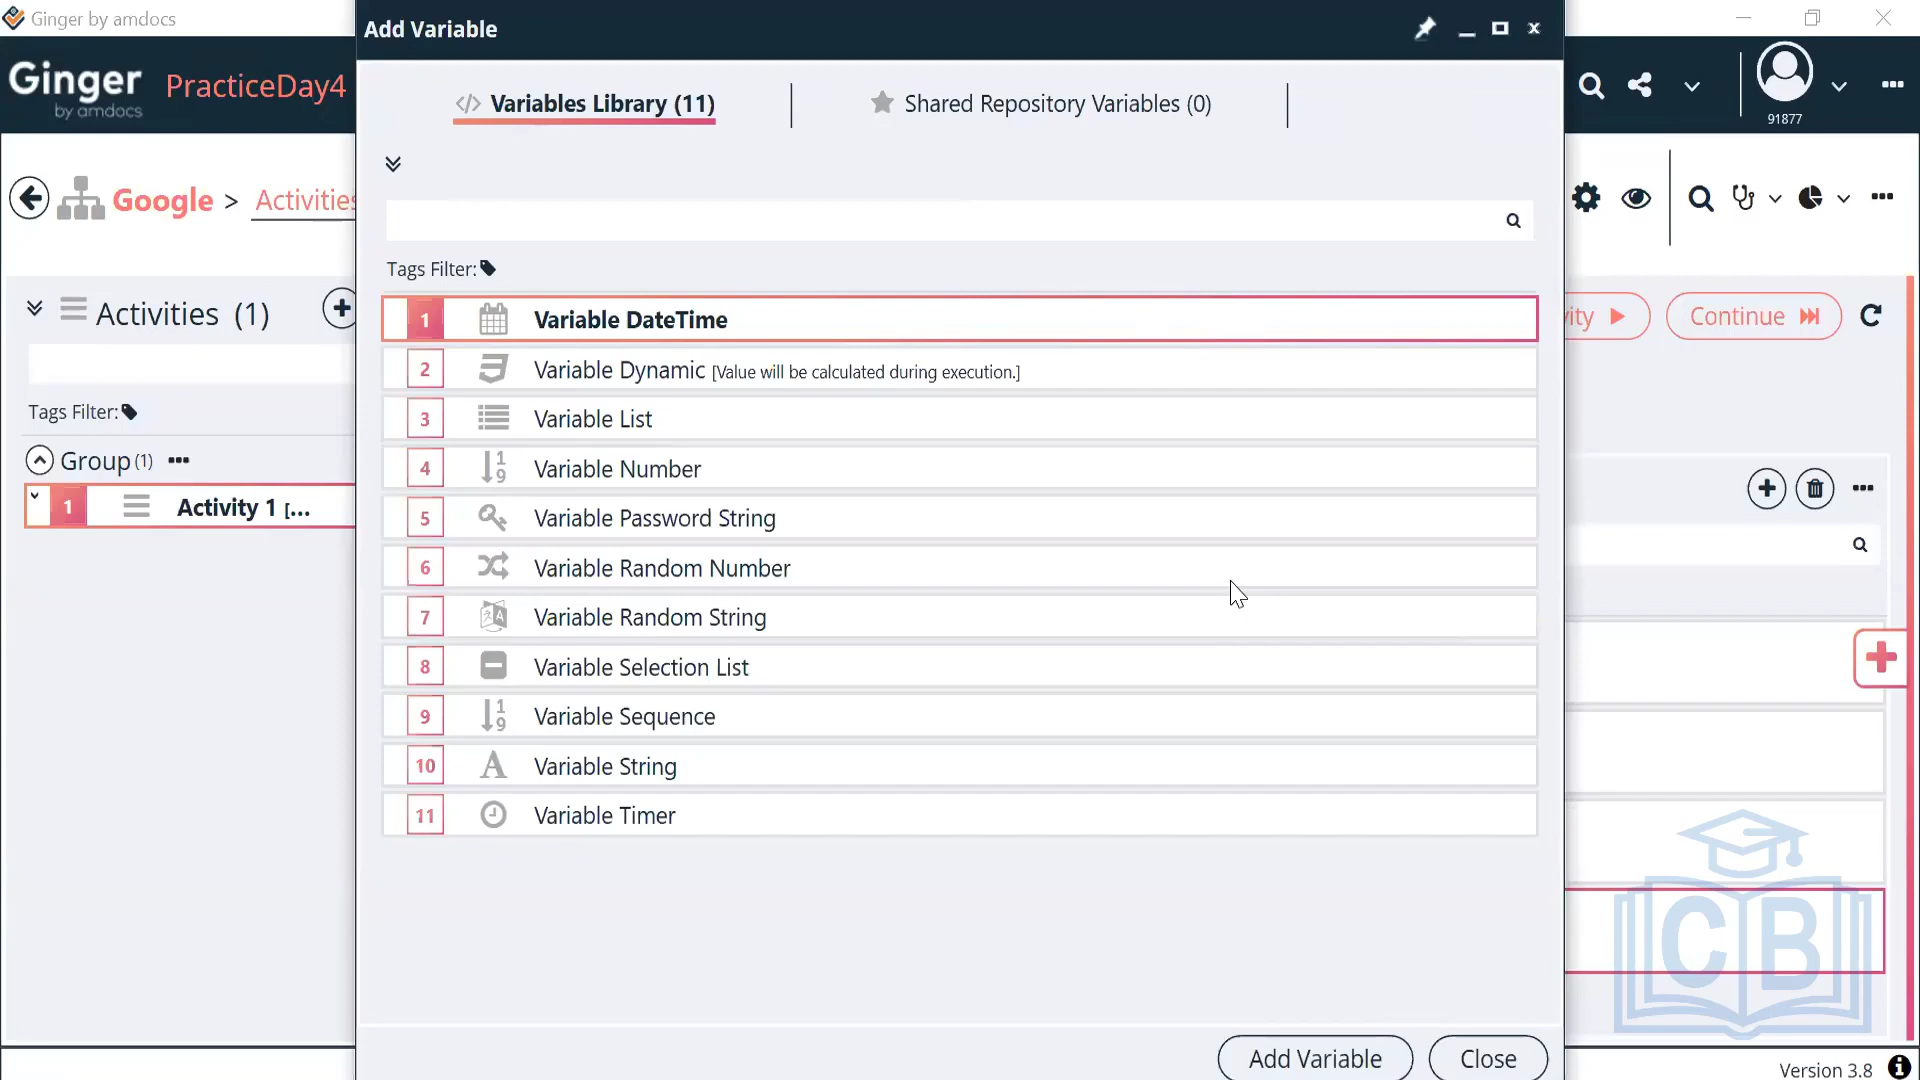 Ginger by amdocs
Add Variable
Ginger
by amdocs
PracticeDay4
91877
Variables Library (11)
Shared Repository Variables (0)
Google > Activities
Tags Filter:
Activities (1)
Tags Filter:
Group (1)
1 Activity 1 [...
1 Variable DateTime
2 Variable Dynamic [Value will be calculated during execution.]
3 Variable List
4 Variable Number
5 Variable Password String
6 Variable Random Number
7 Variable Random String
8 Variable Selection List
9 Variable Sequence
10 Variable String
11 Variable Timer
vity
Continue
CB
Add Variable
Close
Version 3.8